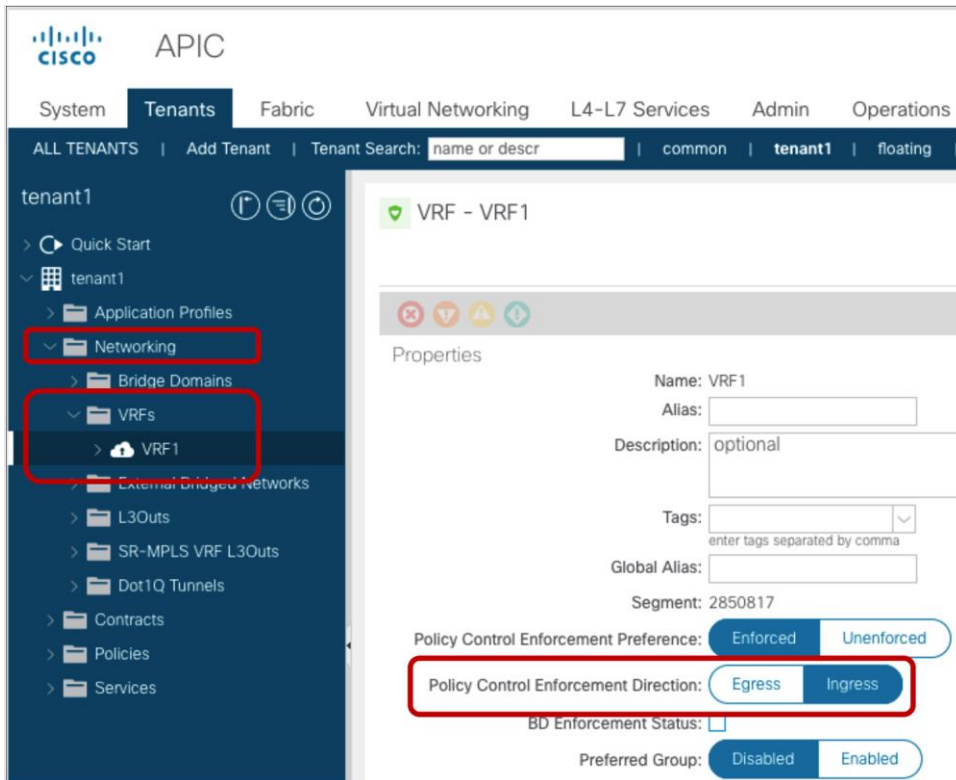 CISCO APIC
System Tenants Fabric Virtual Networking L4-L7 Services Admin Operations
ALL TENANTS | Add Tenant | Tenant Search: name or descr | common | tenant1 | floating
tenant1
Quick Start
tenant1
Application Profiles
Networking
Bridge Domains
VRFs
VRF1
External Bridged Networks
L3Outs
SR-MPLS VRF L3Outs
Dot1Q Tunnels
Contracts
Policies
Services
VRF - VRF1
Properties
Name: VRF1
Alias:
Description: optional
Tags:
enter tags separated by comma
Global Alias:
Segment: 2850817
Policy Control Enforcement Preference: Enforced Unenforced
Policy Control Enforcement Direction: Egress Ingress
BD Enforcement Status:
Preferred Group: Disabled Enabled